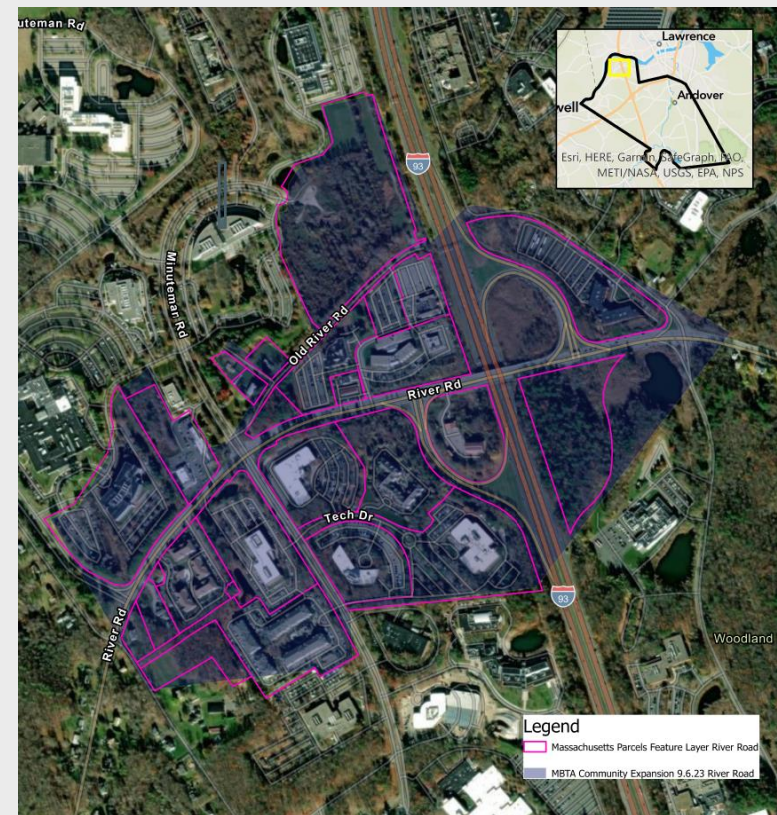 uteman Rd
Lawrence
Andover
well
Esri, HERE, Garmin, SafeGraph, FAO,
METI/NASA, USGS, EPA, NPS
93
Minuteman Rd
Old River Rd
River Rd
Tech Dr
93
River Rd
Woodland
Legend
Massachusetts Parcels Feature Layer River Road
MBTA Community Expansion 9.6.23 River Road